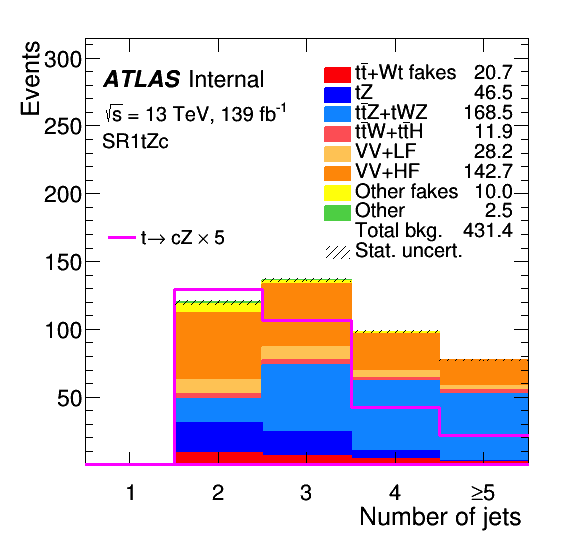 Events
300
250
200
150
100
50
ATLAS Internal
√s = 13 TeV, 139 fb⁻¹
SR1tZc
t→ cZ × 5
tt̄+Wt fakes 20.7
tZ 46.5
tt̄Z+tWZ 168.5
tt̄W+tt̄H 11.9
VV+LF 28.2
VV+HF 142.7
Other fakes 10.0
Other 2.5
Total bkg. 431.4
Stat. uncert.
1 2 3 4 ≥5
Number of jets